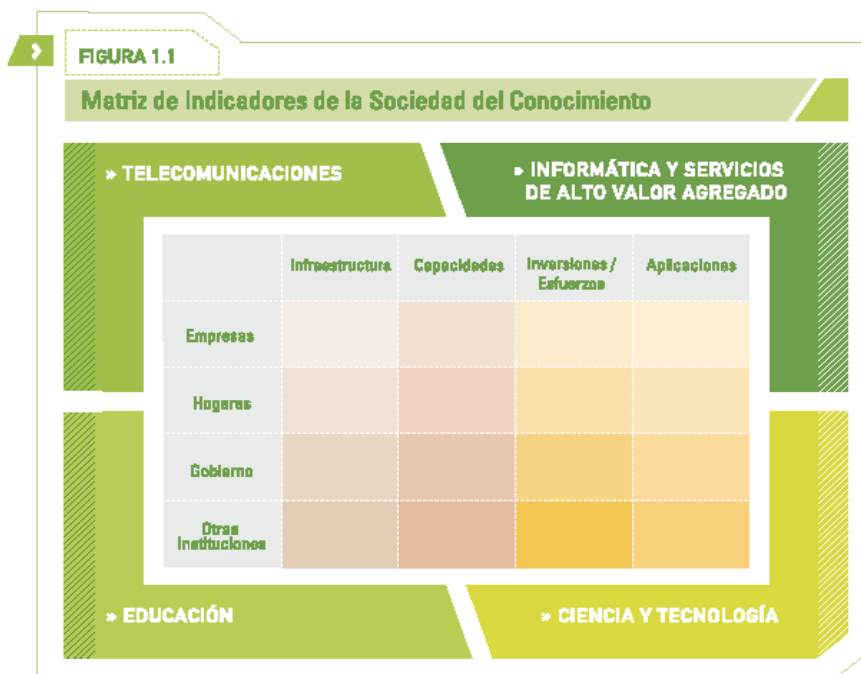 FIGURA 1.1
Matriz de Indicadores de la Sociedad del Conocimiento
» TELECOMUNICACIONES
» INFORMÁTICA Y SERVICIOS
DE ALTO VALOR AGREGADO
Infraestructura
Capacidades
Inversiones /
Esfuerzos
Aplicaciones
Empresas
Hogares
Gobierno
Otras
Instituciones
» EDUCACIÓN
» CIENCIA Y TECNOLOGÍA